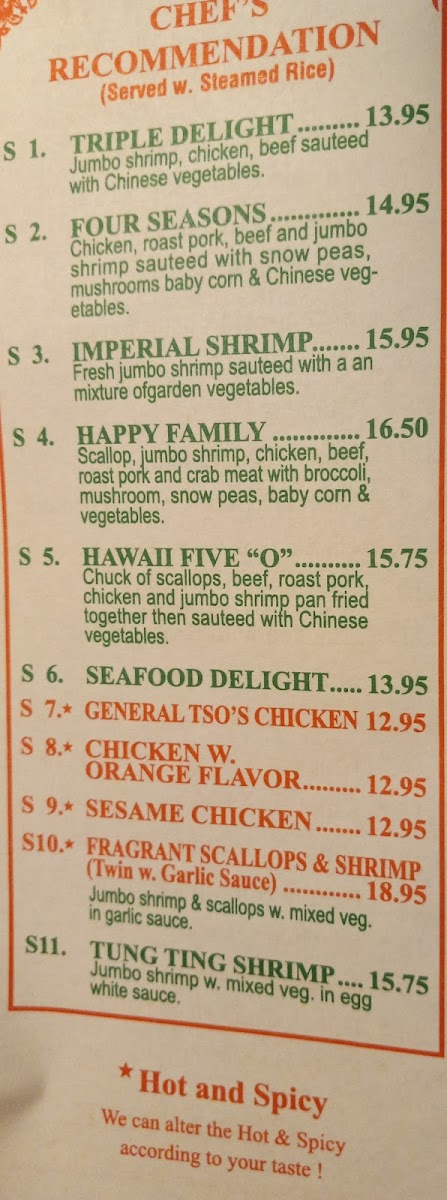 CHEF'S
RECOMMENDATION
(Served w. Steamed Rice)
S 1. TRIPLE DELIGHT......... 13.95
Jumbo shrimp, chicken, beef sauteed
with Chinese vegetables.
S 2. FOUR SEASONS............. 14.95
Chicken, roast pork, beef and jumbo
shrimp sauteed with snow peas,
mushrooms baby corn & Chinese veg-
etables.
S 3. IMPERIAL SHRIMP....... 15.95
Fresh jumbo shrimp sauteed with a an
mixture ofgarden vegetables.
S 4. HAPPY FAMILY ............. 16.50
Scallop, jumbo shrimp, chicken, beef,
roast pork and crab meat with broccoli,
mushroom, snow peas, baby corn &
vegetables.
S 5. HAWAII FIVE “O”.......... 15.75
Chuck of scallops, beef, roast pork,
chicken and jumbo shrimp pan fried
together then sauteed with Chinese
vegetables.
S 6. SEAFOOD DELIGHT..... 13.95
S 7.★ GENERAL TSO'S CHICKEN 12.95
S 8.★ CHICKEN W.
ORANGE FLAVOR......... 12.95
S 9.★ SESAME CHICKEN ....... 12.95
S10.★ FRAGRANT SCALLOPS & SHRIMP
(Twin w. Garlic Sauce) ............ 18.95
Jumbo shrimp & scallops w. mixed veg.
in garlic sauce.
S11. TUNG TING SHRIMP .... 15.75
Jumbo shrimp w. mixed veg. in egg
white sauce.
★ Hot and Spicy
We can alter the Hot & Spicy
according to your taste !